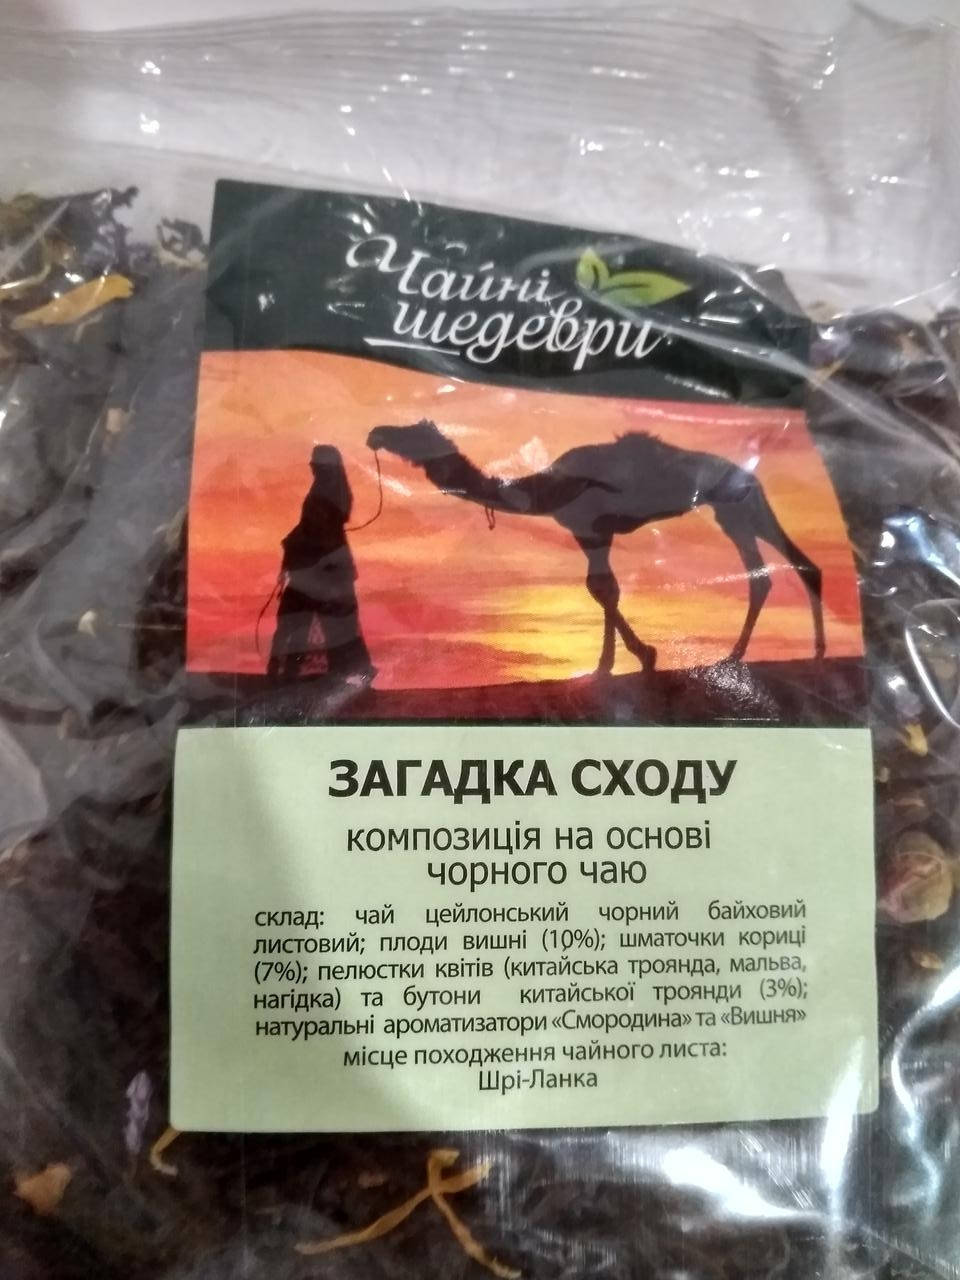 Чайні
шедеври
ЗАГАДКА СХОДУ
композиція на основі
чорного чаю
склад: чай цейлонський чорний байховий
листовий; плоди вишні (10%); шматочки кориці
(7%); пелюстки квітів (китайська троянда, мальва,
нагідка) та бутони китайської троянди (3%);
натуральні ароматизатори «Смородина» та «Вишня»
місце походження чайного листа:
Шрі-Ланка